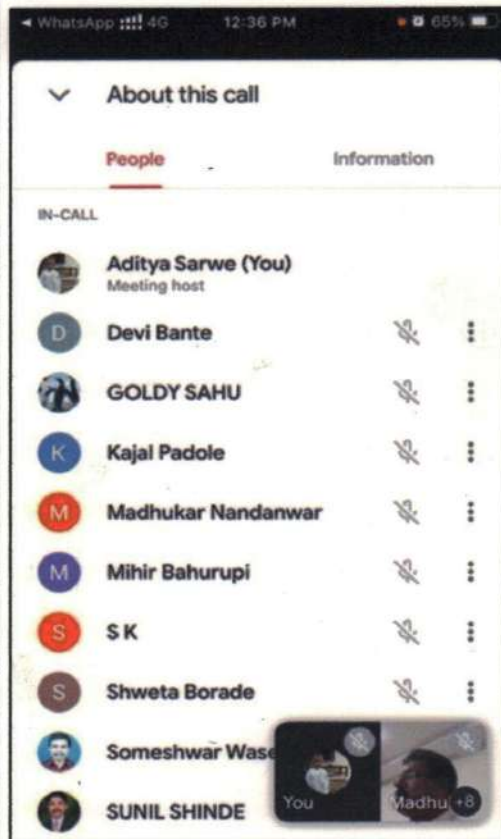 WhatsApp 4G 12:36 PM 65%
About this call
People Information
IN-CALL
Aditya Sarwe (You)
Meeting host
D Devi Bante
GOLDY SAHU
K Kajal Padole
M Madhukar Nandanwar
M Mihir Bahurupi
S S K
S Shweta Borade
Someshwar Wase
SUNIL SHINDE
You Madhu +8